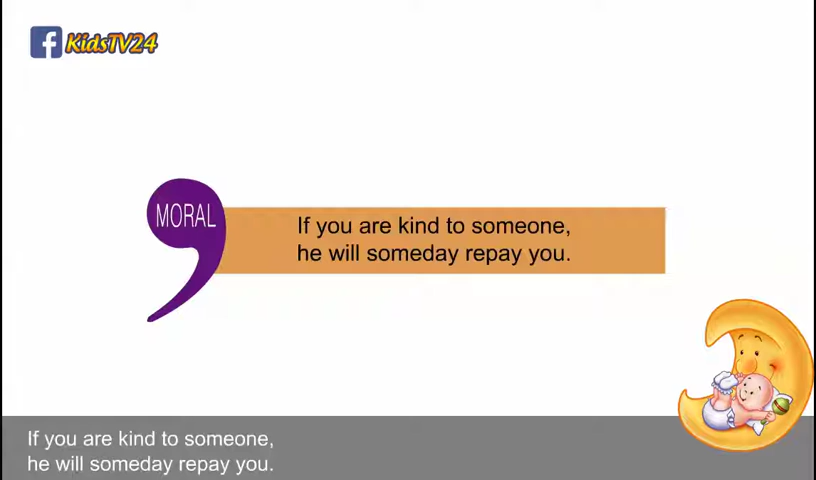 f KidsTV24
MORAL
If you are kind to someone,
he will someday repay you.
If you are kind to someone,
he will someday repay you.